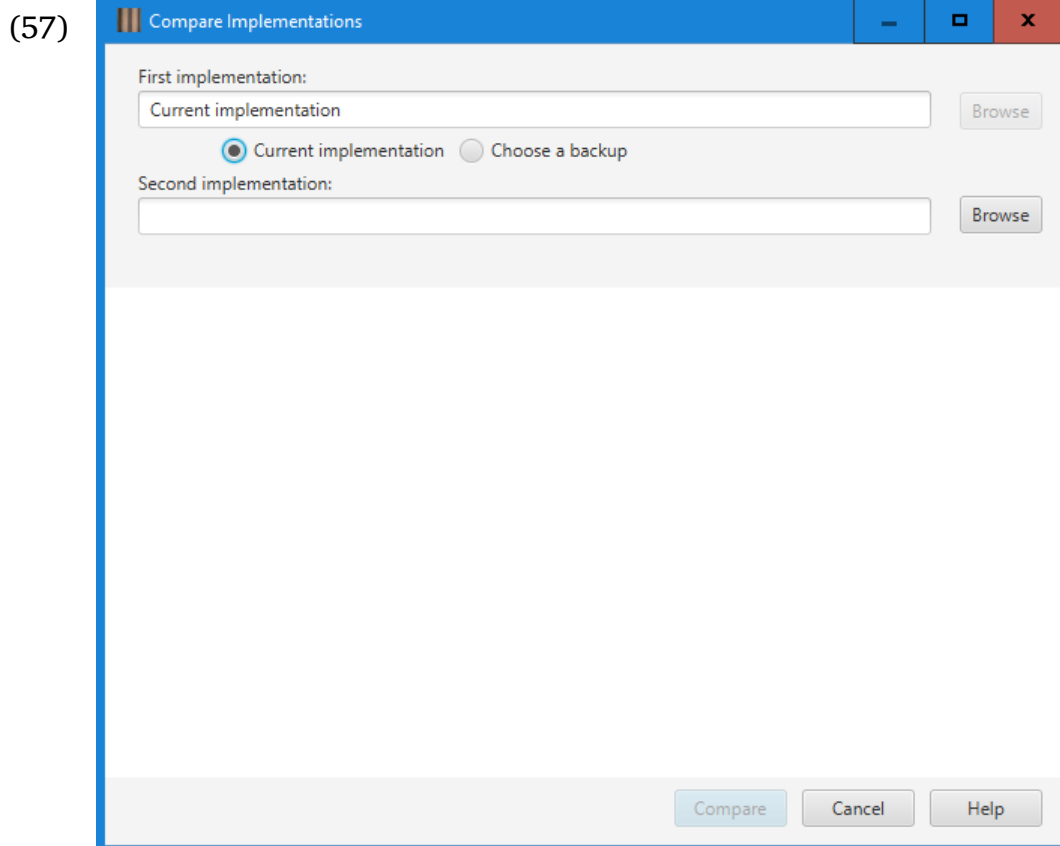 (57)
Compare Implementations
First implementation:
Current implementation Browse
Current implementation Choose a backup
Second implementation:
Browse
Compare Cancel Help